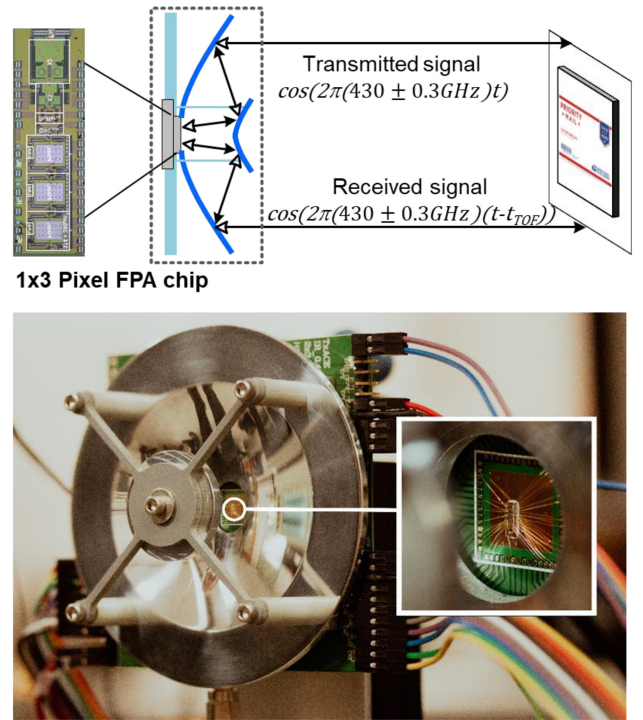 Transmitted signal
cos(2π(430 ± 0.3GHz)t)
PRIORITY
MAIL
Received signal
cos(2π(430 ± 0.3GHz)(t-t_TOF))
1x3 Pixel FPA chip
TxACE